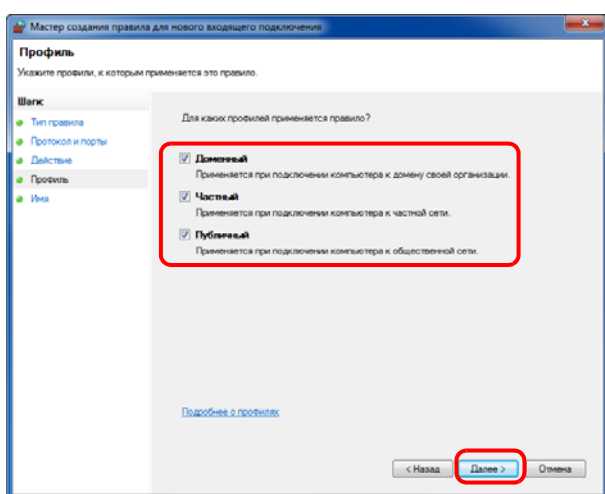 Мастер создания правила для нового входящего подключения
Профиль
Укажите профили, к которым применяется это правило.
Шаги:
Тип правила
Протокол и порты
Действие
Профиль
Имя
Для каких профилей применяется правило?
Доменный
Применяется при подключении компьютера к домену своей организации.
Частный
Применяется при подключении компьютера к частной сети.
Публичный
Применяется при подключении компьютера к общественной сети.
Подробнее о профилях
< Назад
Далее >
Отмена